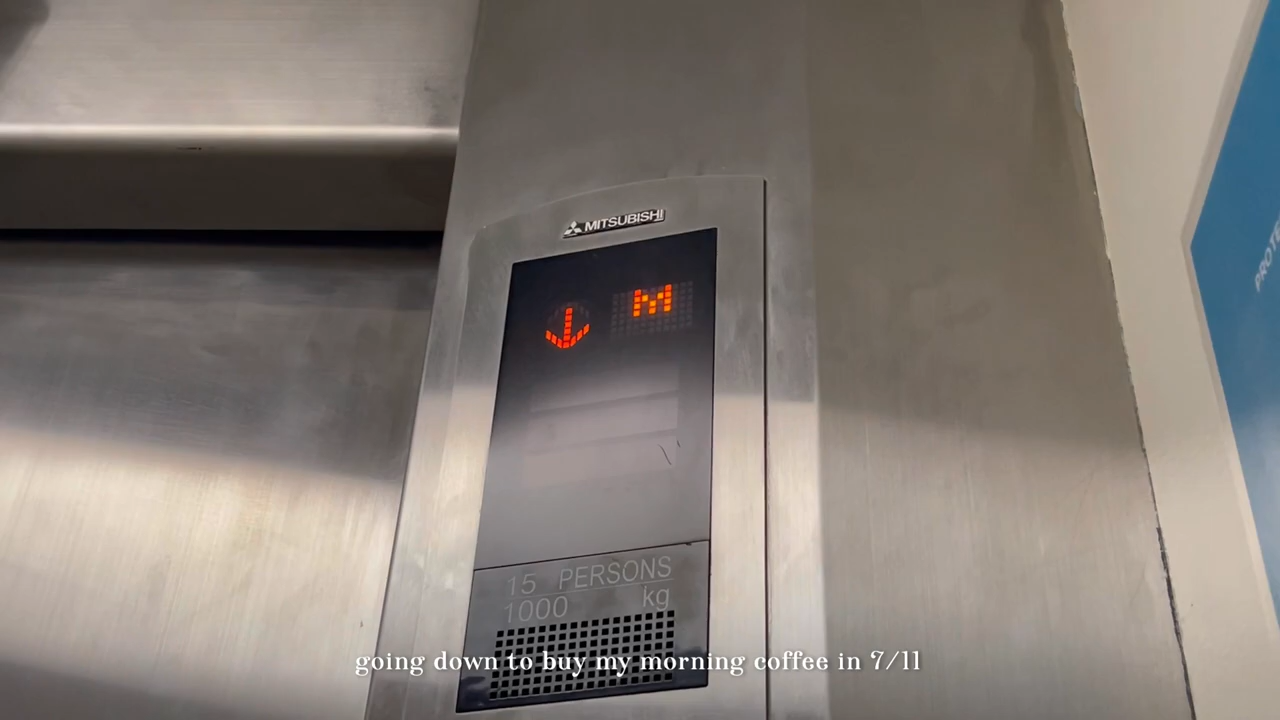 MITSUBISHI
M
15 PERSONS
1000 kg
going down to buy my morning coffee in 7/11